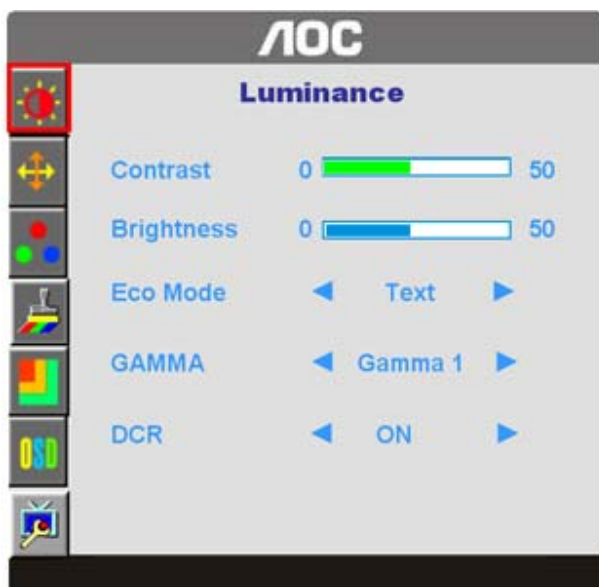 AOC
Luminance
Contrast 0 50
Brightness 0 50
Eco Mode Text
GAMMA Gamma 1
DCR ON
OSD